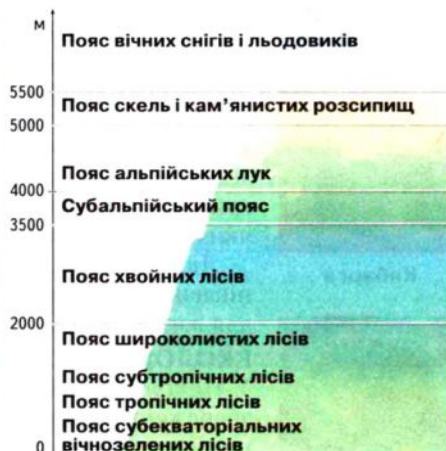 м
Пояс вічних снігів і льодовиків
5500
Пояс скель і кам’янистих розсипищ
5000
Пояс альпійських лук
4000
Субальпійський пояс
3500
Пояс хвойних лісів
2000
Пояс широколистих лісів
Пояс субтропічних лісів
Пояс тропічних лісів
Пояс субекваторіальних
0 вічнозелених лісів